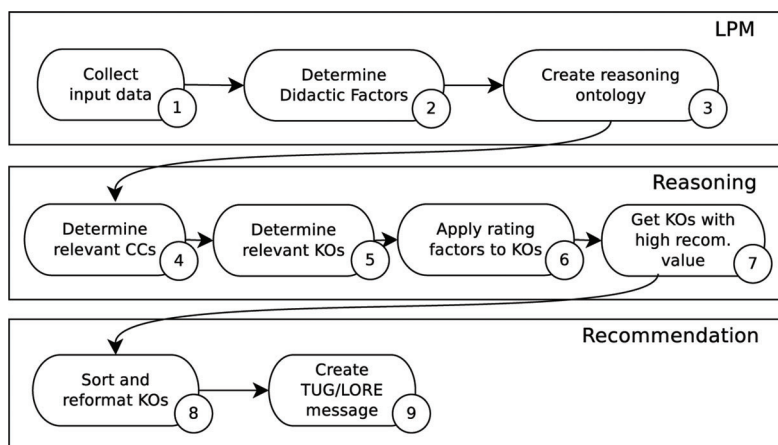 LPM
Collect
input data
1
Determine
Didactic Factors
2
Create reasoning
ontology
3
Reasoning
Determine
relevant CCs
4
Determine
relevant KOs
5
Apply rating
factors to KOs
6
Get KOs with
high recom.
value
7
Recommendation
Sort and
reformat KOs
8
Create
TUG/LORE
message
9